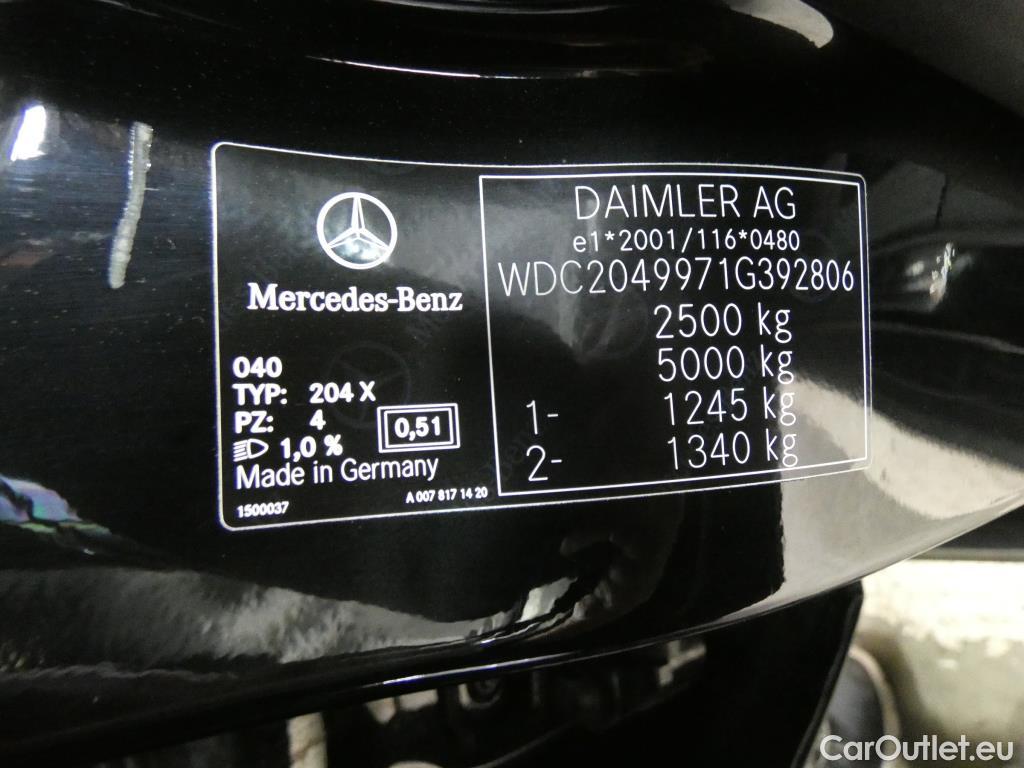 Mercedes-Benz
040
TYP: 204 X
PZ: 4
1,0 %
0,51
Made in Germany
1500037
A 007 817 14 20
DAIMLER AG
e1*2001/116*0480
WDC2049971G392806
2500 kg
5000 kg
1- 1245 kg
2- 1340 kg
CarOutlet.eu